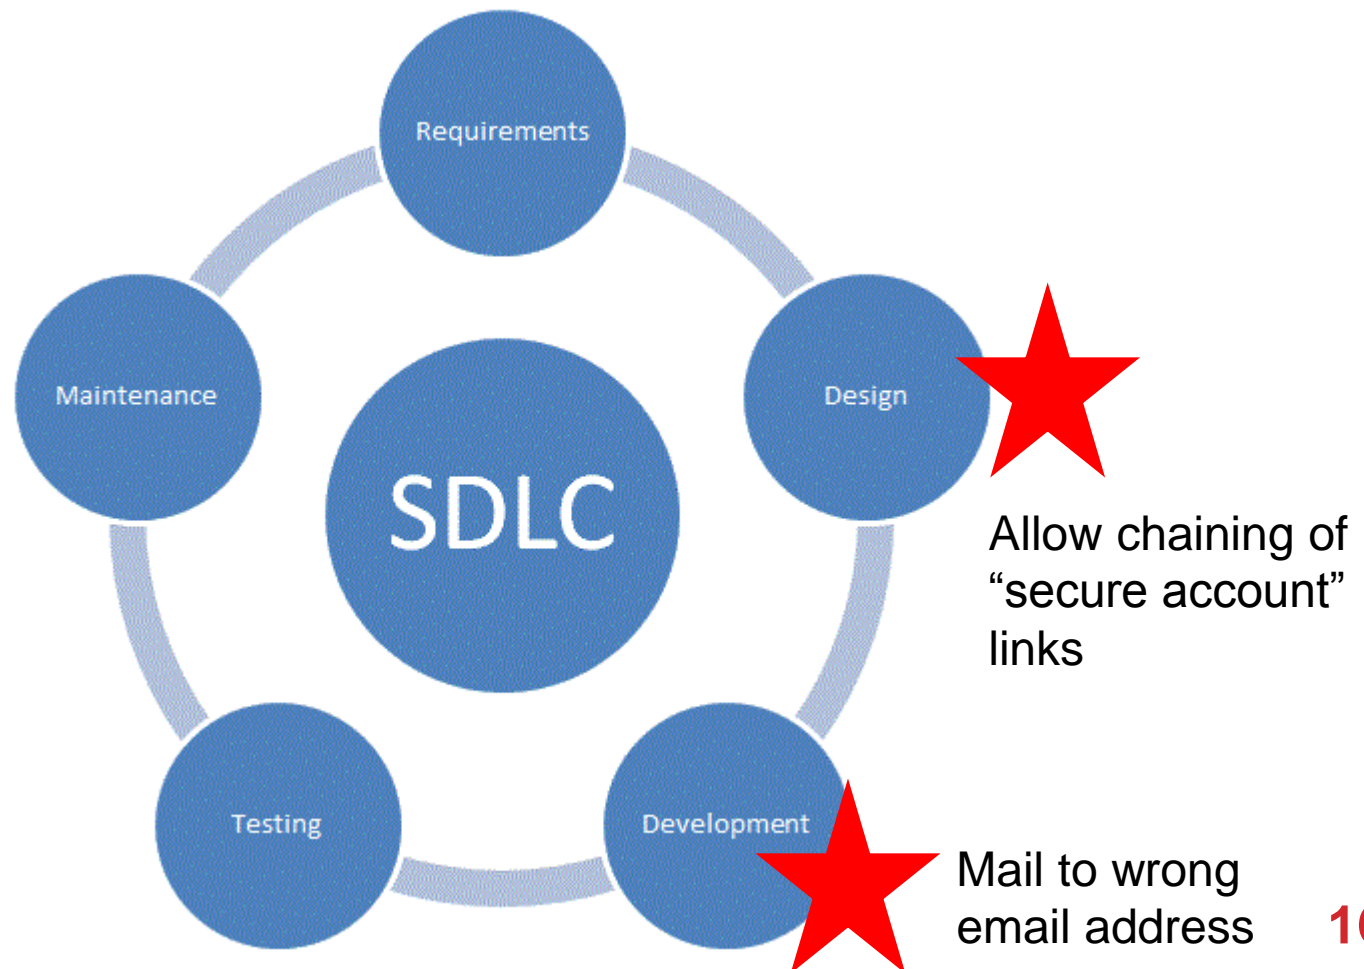 Requirements
Maintenance
Design
SDLC
Allow chaining of
“secure account”
links
Testing
Development
Mail to wrong
email address